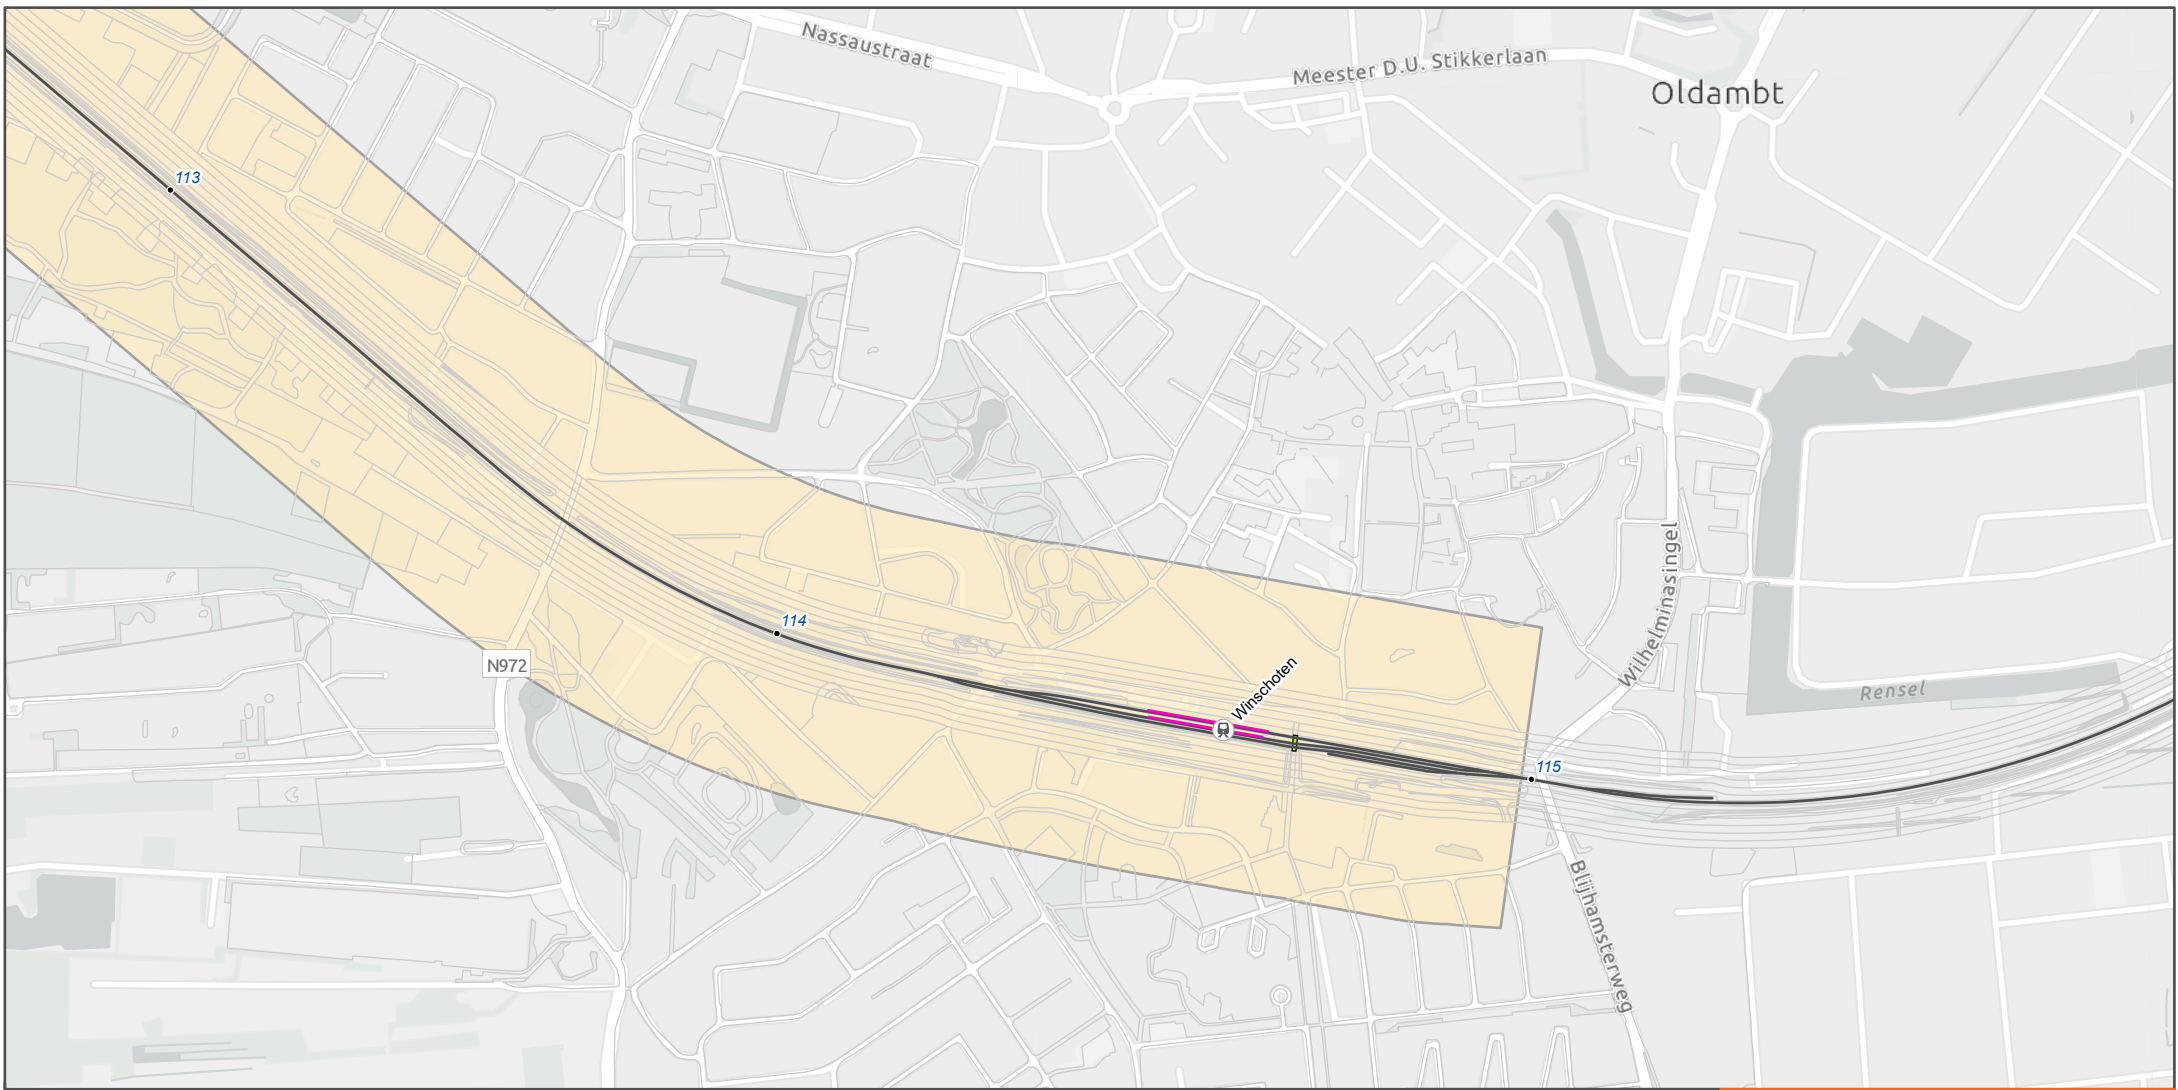 Nassaustraat
Meester D.U. Stikkerlaan
Oldambt
113
114
N972
Winschoten
Wilhelminasingel
Rensel
115
Blijhamsterweg